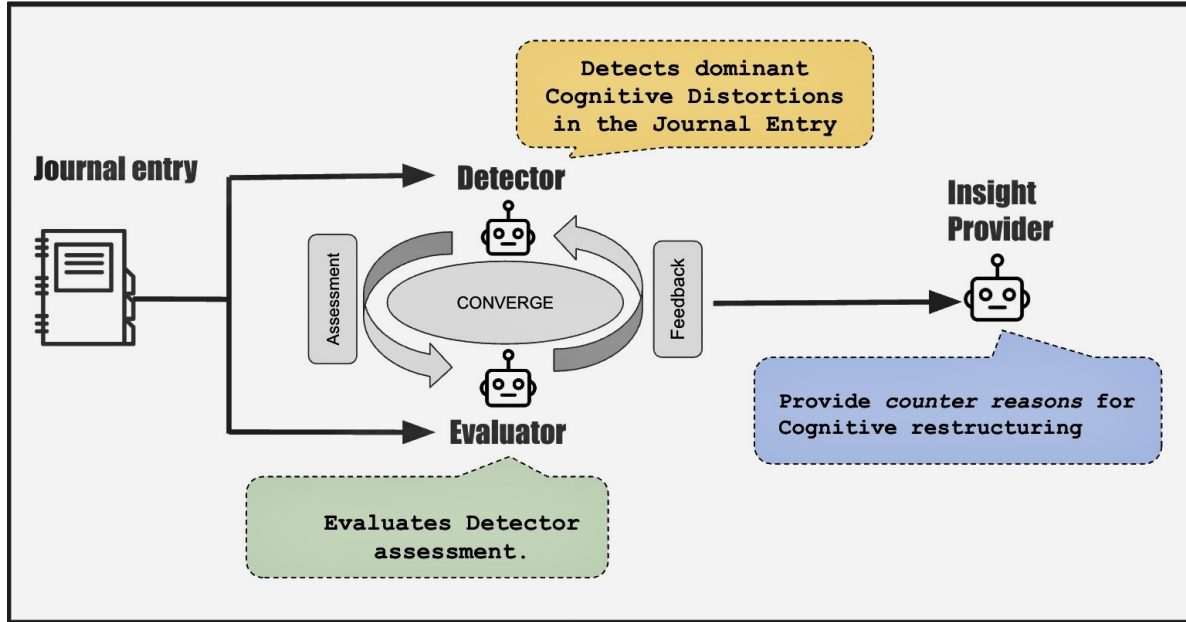 Detects dominant
Cognitive Distortions
in the Journal Entry
Journal entry
Detector
Insight
Provider
Assessment
CONVERGE
Feedback
Evaluator
Provide counter reasons for
Cognitive restructuring
Evaluates Detector
assessment.